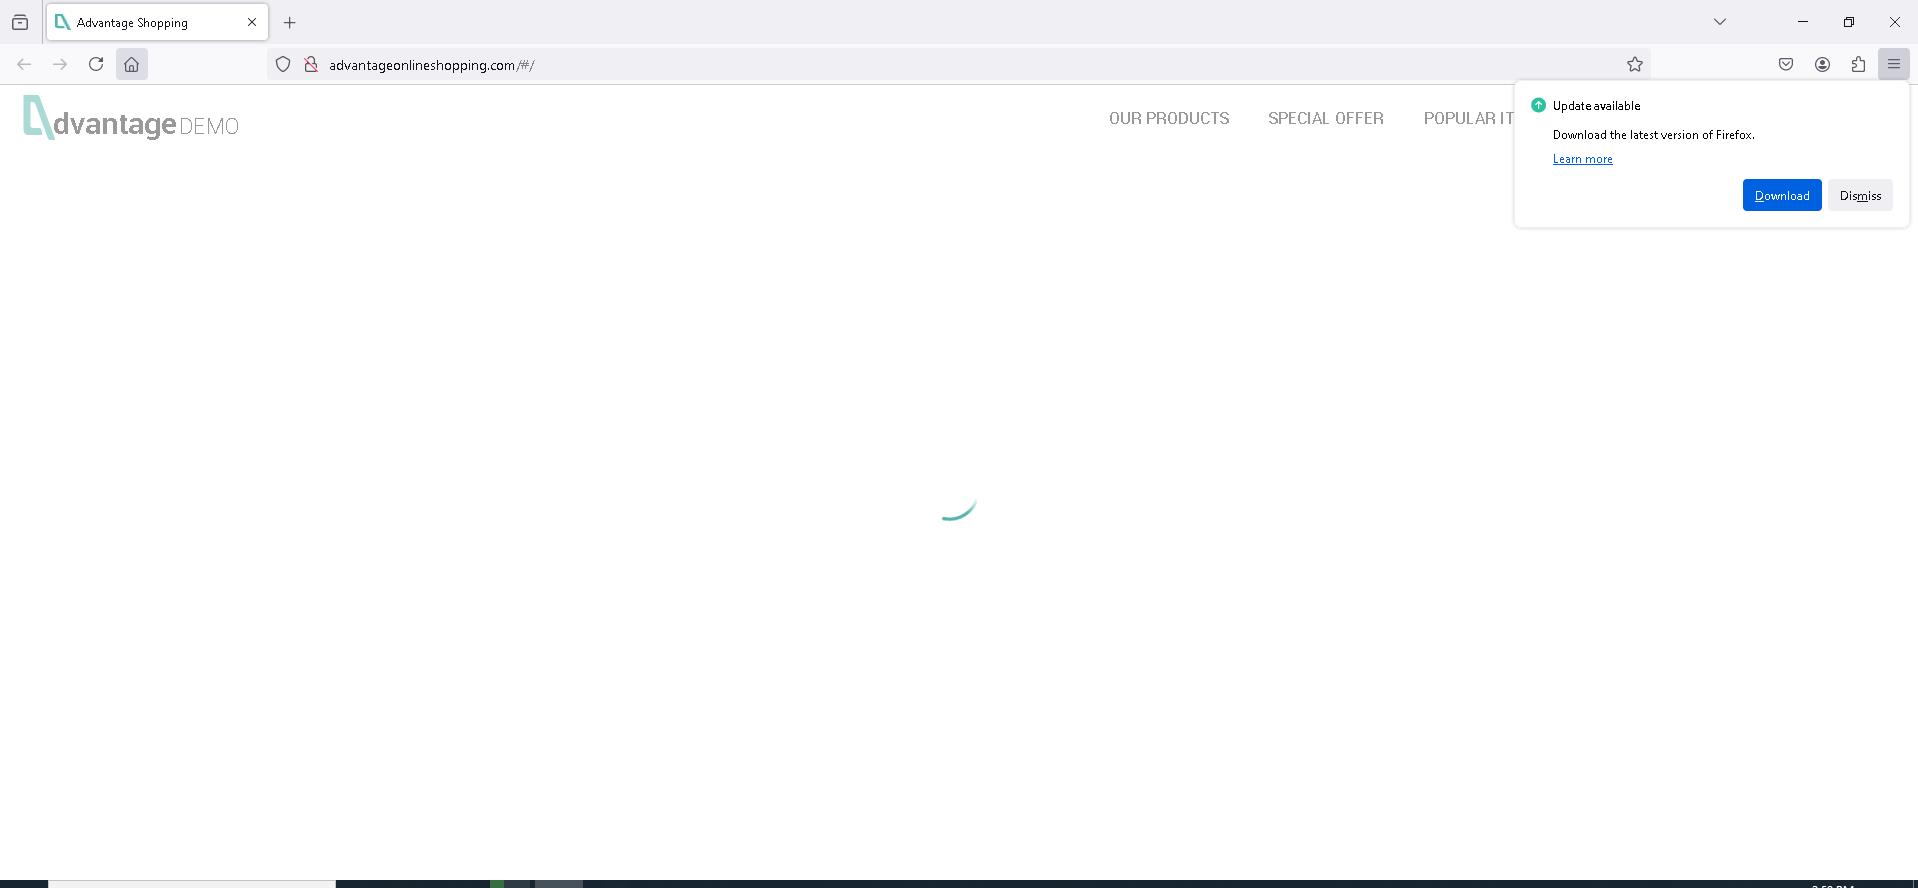 Advantage Shopping
advantageonlineshopping.com/#/
dvantage DEMO
OUR PRODUCTS
SPECIAL OFFER
POPULAR IT
Update available
Download the latest version of Firefox.
Learn more
Download
Dismiss